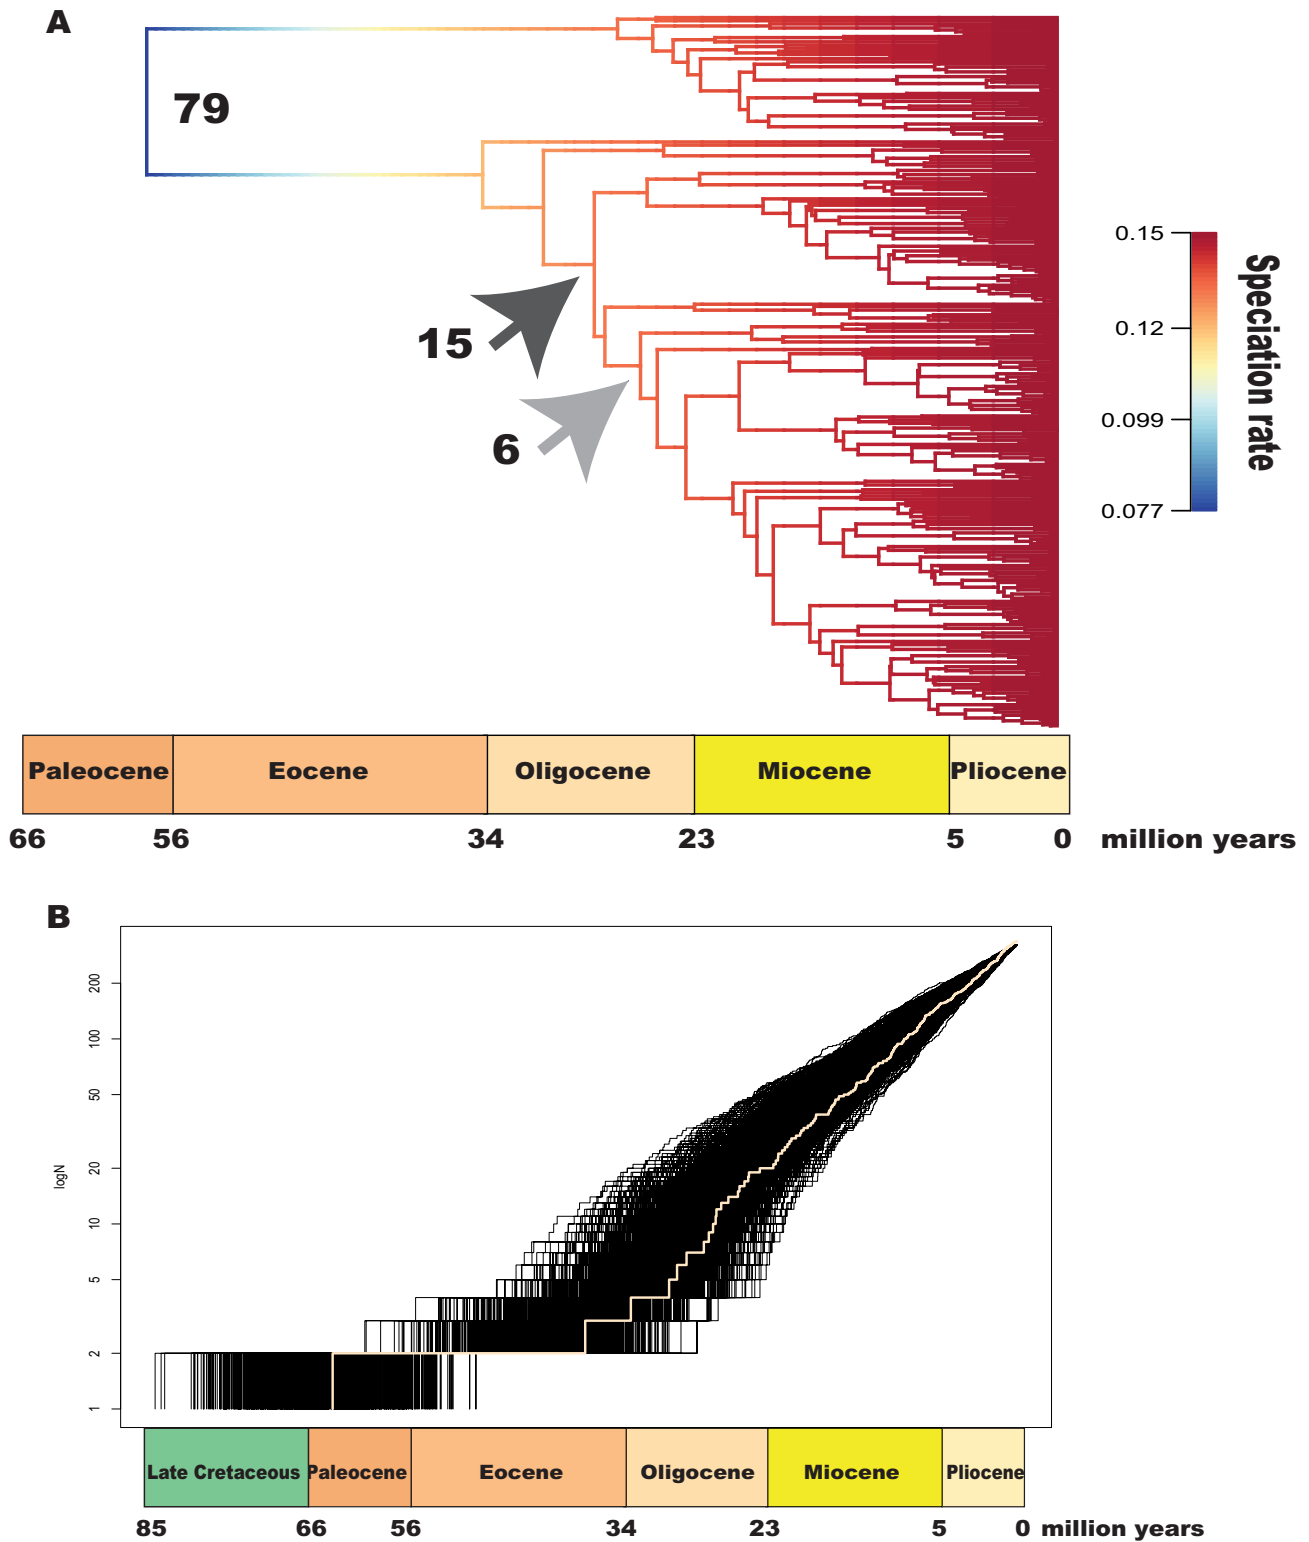 A
79
15
6
0.15
0.12
0.099
0.077
Speciation rate
Paleocene Eocene Oligocene Miocene Pliocene
66 56 34 23 5 0 million years
B
200
100
50
20
10
5
2
1
logN
Late Cretaceous Paleocene Eocene Oligocene Miocene Pliocene
85 66 56 34 23 5 0 million years